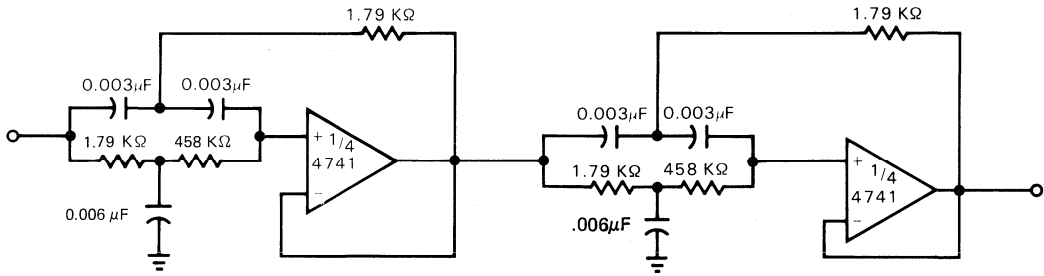 1.79 KΩ
0.003μF
0.003μF
1.79 KΩ
458 KΩ
0.006 μF
+ 1/4
4741
−
1.79 KΩ
0.003μF
0.003μF
1.79 KΩ
458 KΩ
.006μF
+ 1/4
4741
−